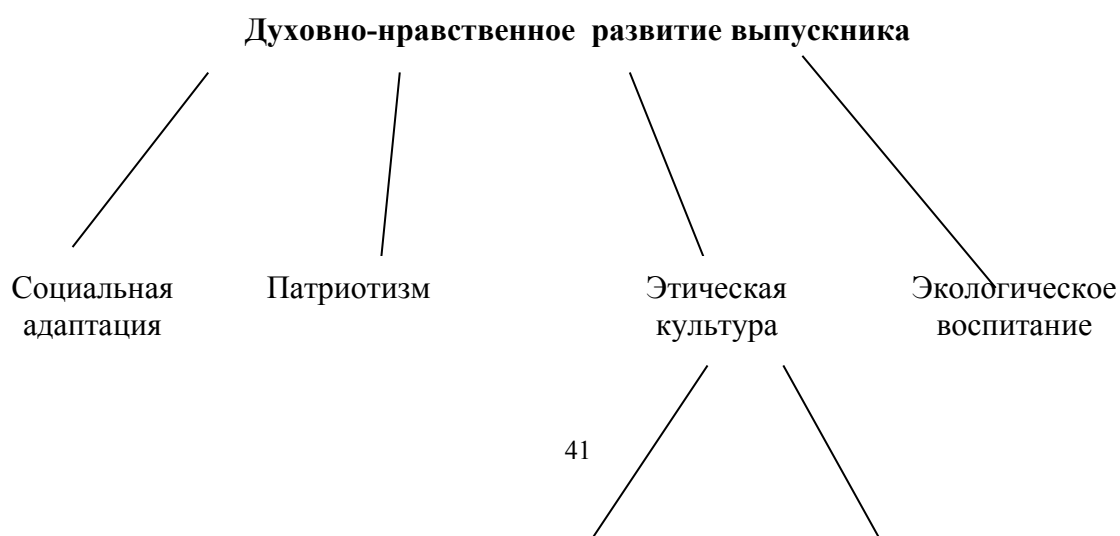 Духовно-нравственное развитие выпускника
Социальная адаптация
Патриотизм
Этическая культура
Экологическое воспитание
41